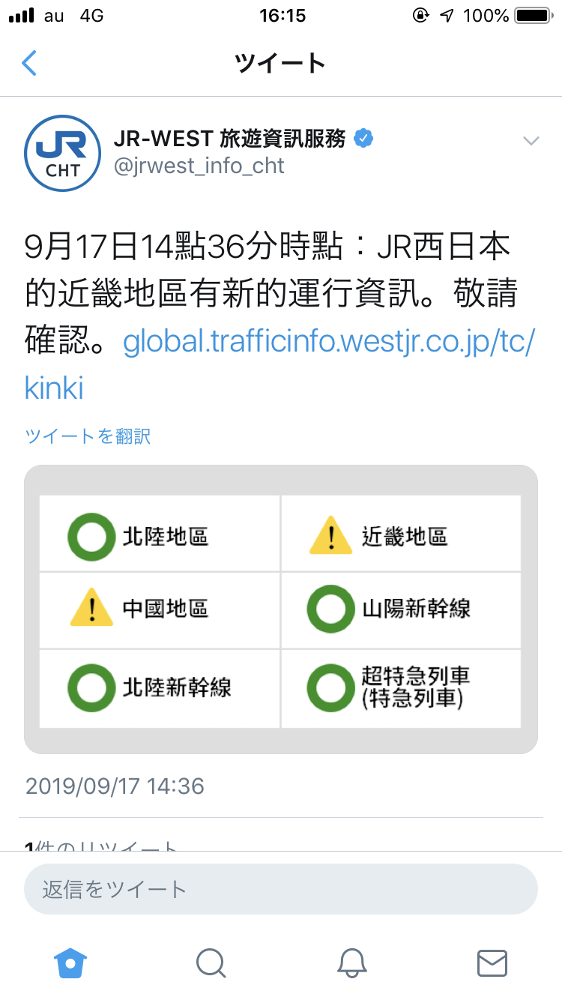 au 4G 16:15 100%
ツイート
JR
CHT
JR-WEST 旅遊資訊服務
@jrwest_info_cht
9月17日14點36分時點：JR西日本
的近畿地區有新的運行資訊。敬請
確認。global.trafficinfo.westjr.co.jp/tc/
kinki
ツイートを翻訳
北陸地區
近畿地區
中國地區
山陽新幹線
北陸新幹線
超特急列車
(特急列車)
2019/09/17 14:36
1件のリツイート
返信をツイート